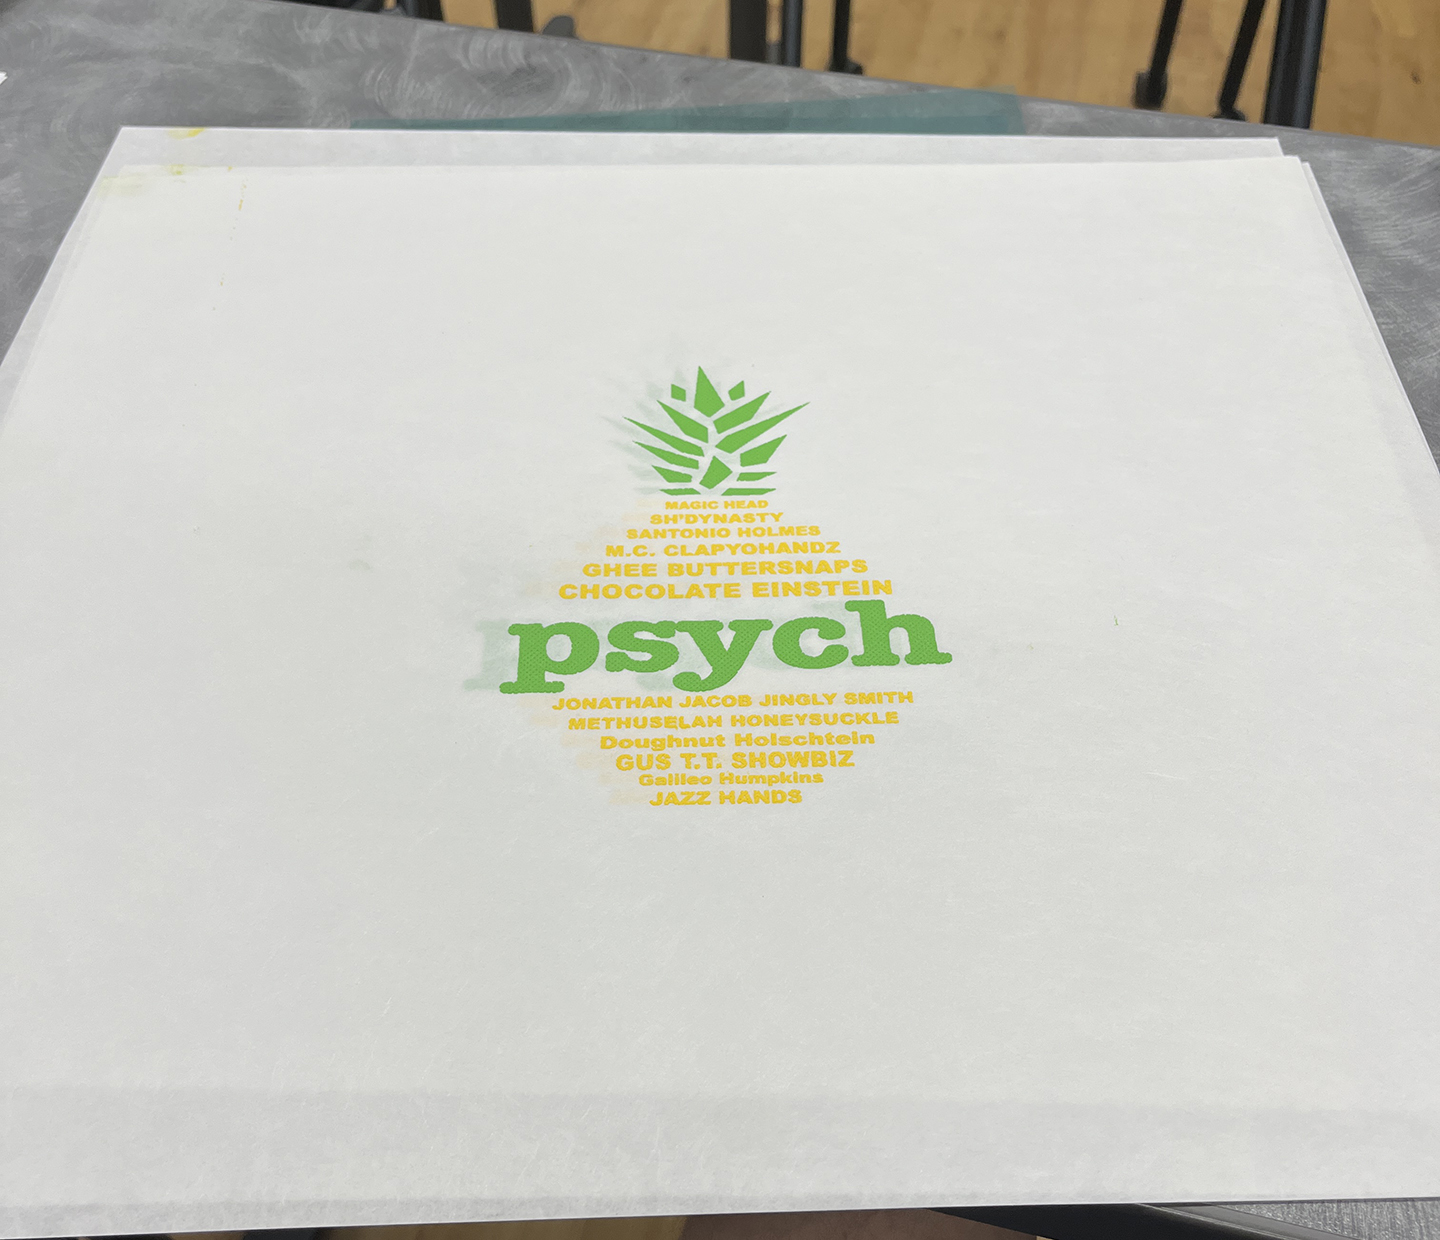 MAGIC HEAD
SH'DYNASTY
SANTONIO HOLMES
M.C. CLAPYOHANDZ
GHEE BUTTERSNAPS
CHOCOLATE EINSTEIN
psych
JONATHAN JACOB JINGLY SMITH
METHUSELAH HONEYSUCKLE
Doughnut Holschtein
GUS T.T. SHOWBIZ
Galileo Humpkins
JAZZ HANDS